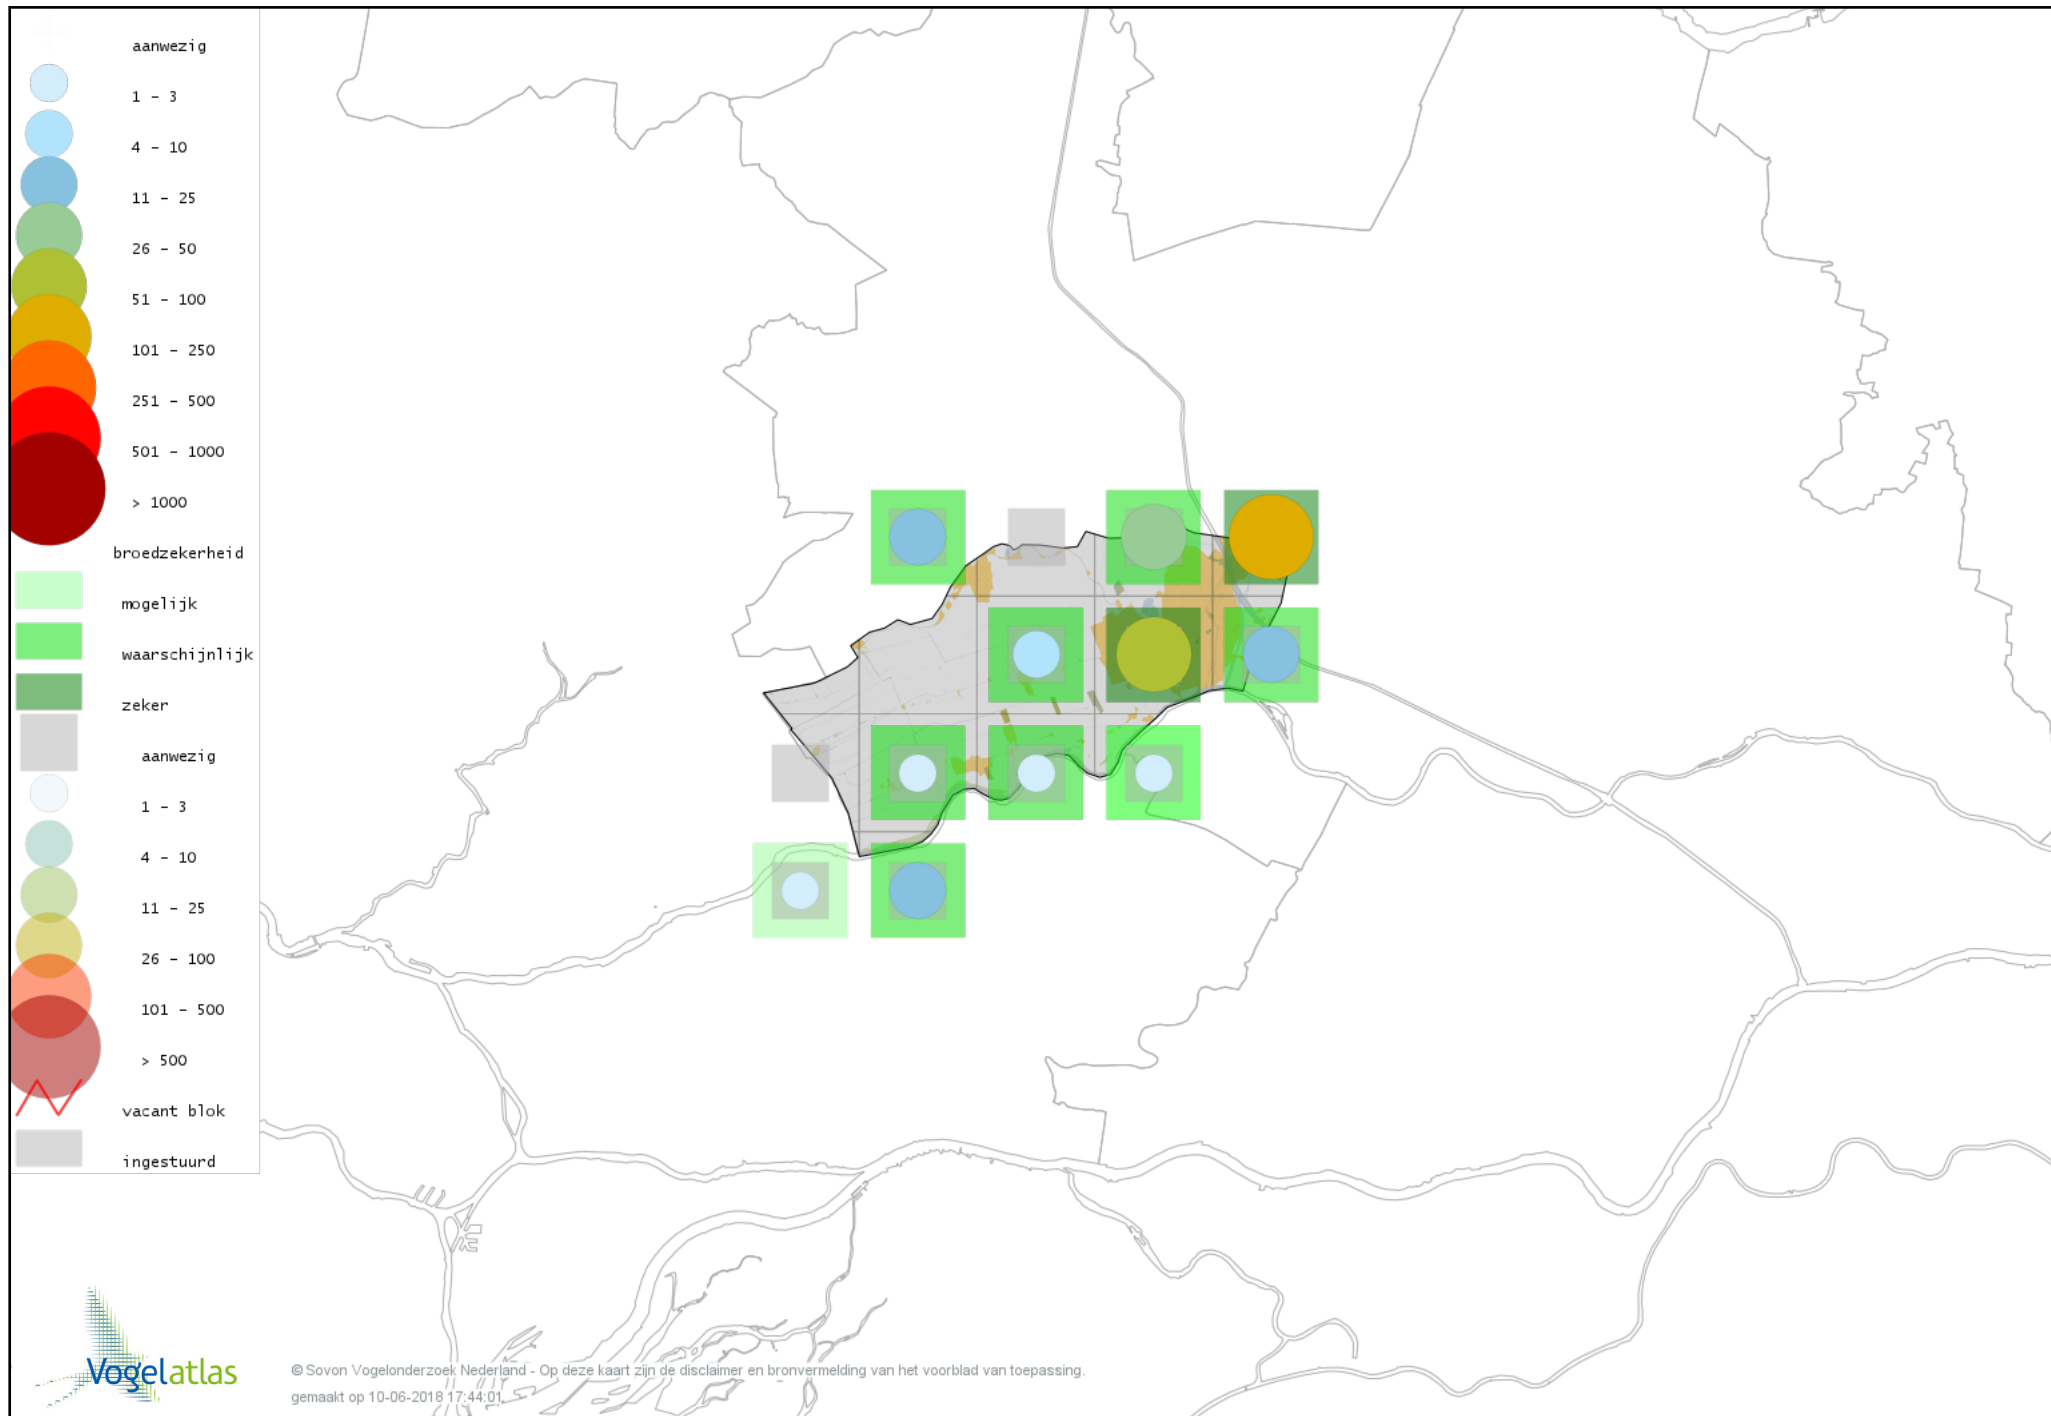 aanwezig
1 - 3
4 - 10
11 - 25
26 - 50
51 - 100
101 - 250
251 - 500
501 - 1000
> 1000
broedzekerheid
mogelijk
waarschijnlijk
zeker
aanwezig
1 - 3
4 - 10
11 - 25
26 - 100
101 - 500
> 500
vacant blok
ingestuurd
Vogelatlas
© Sovon Vogelonderzoek Nederland - Op deze kaart zijn de disclaimer en bronvermelding van het voorblad van toepassing.
gemaakt op 10-06-2018 17:44:01